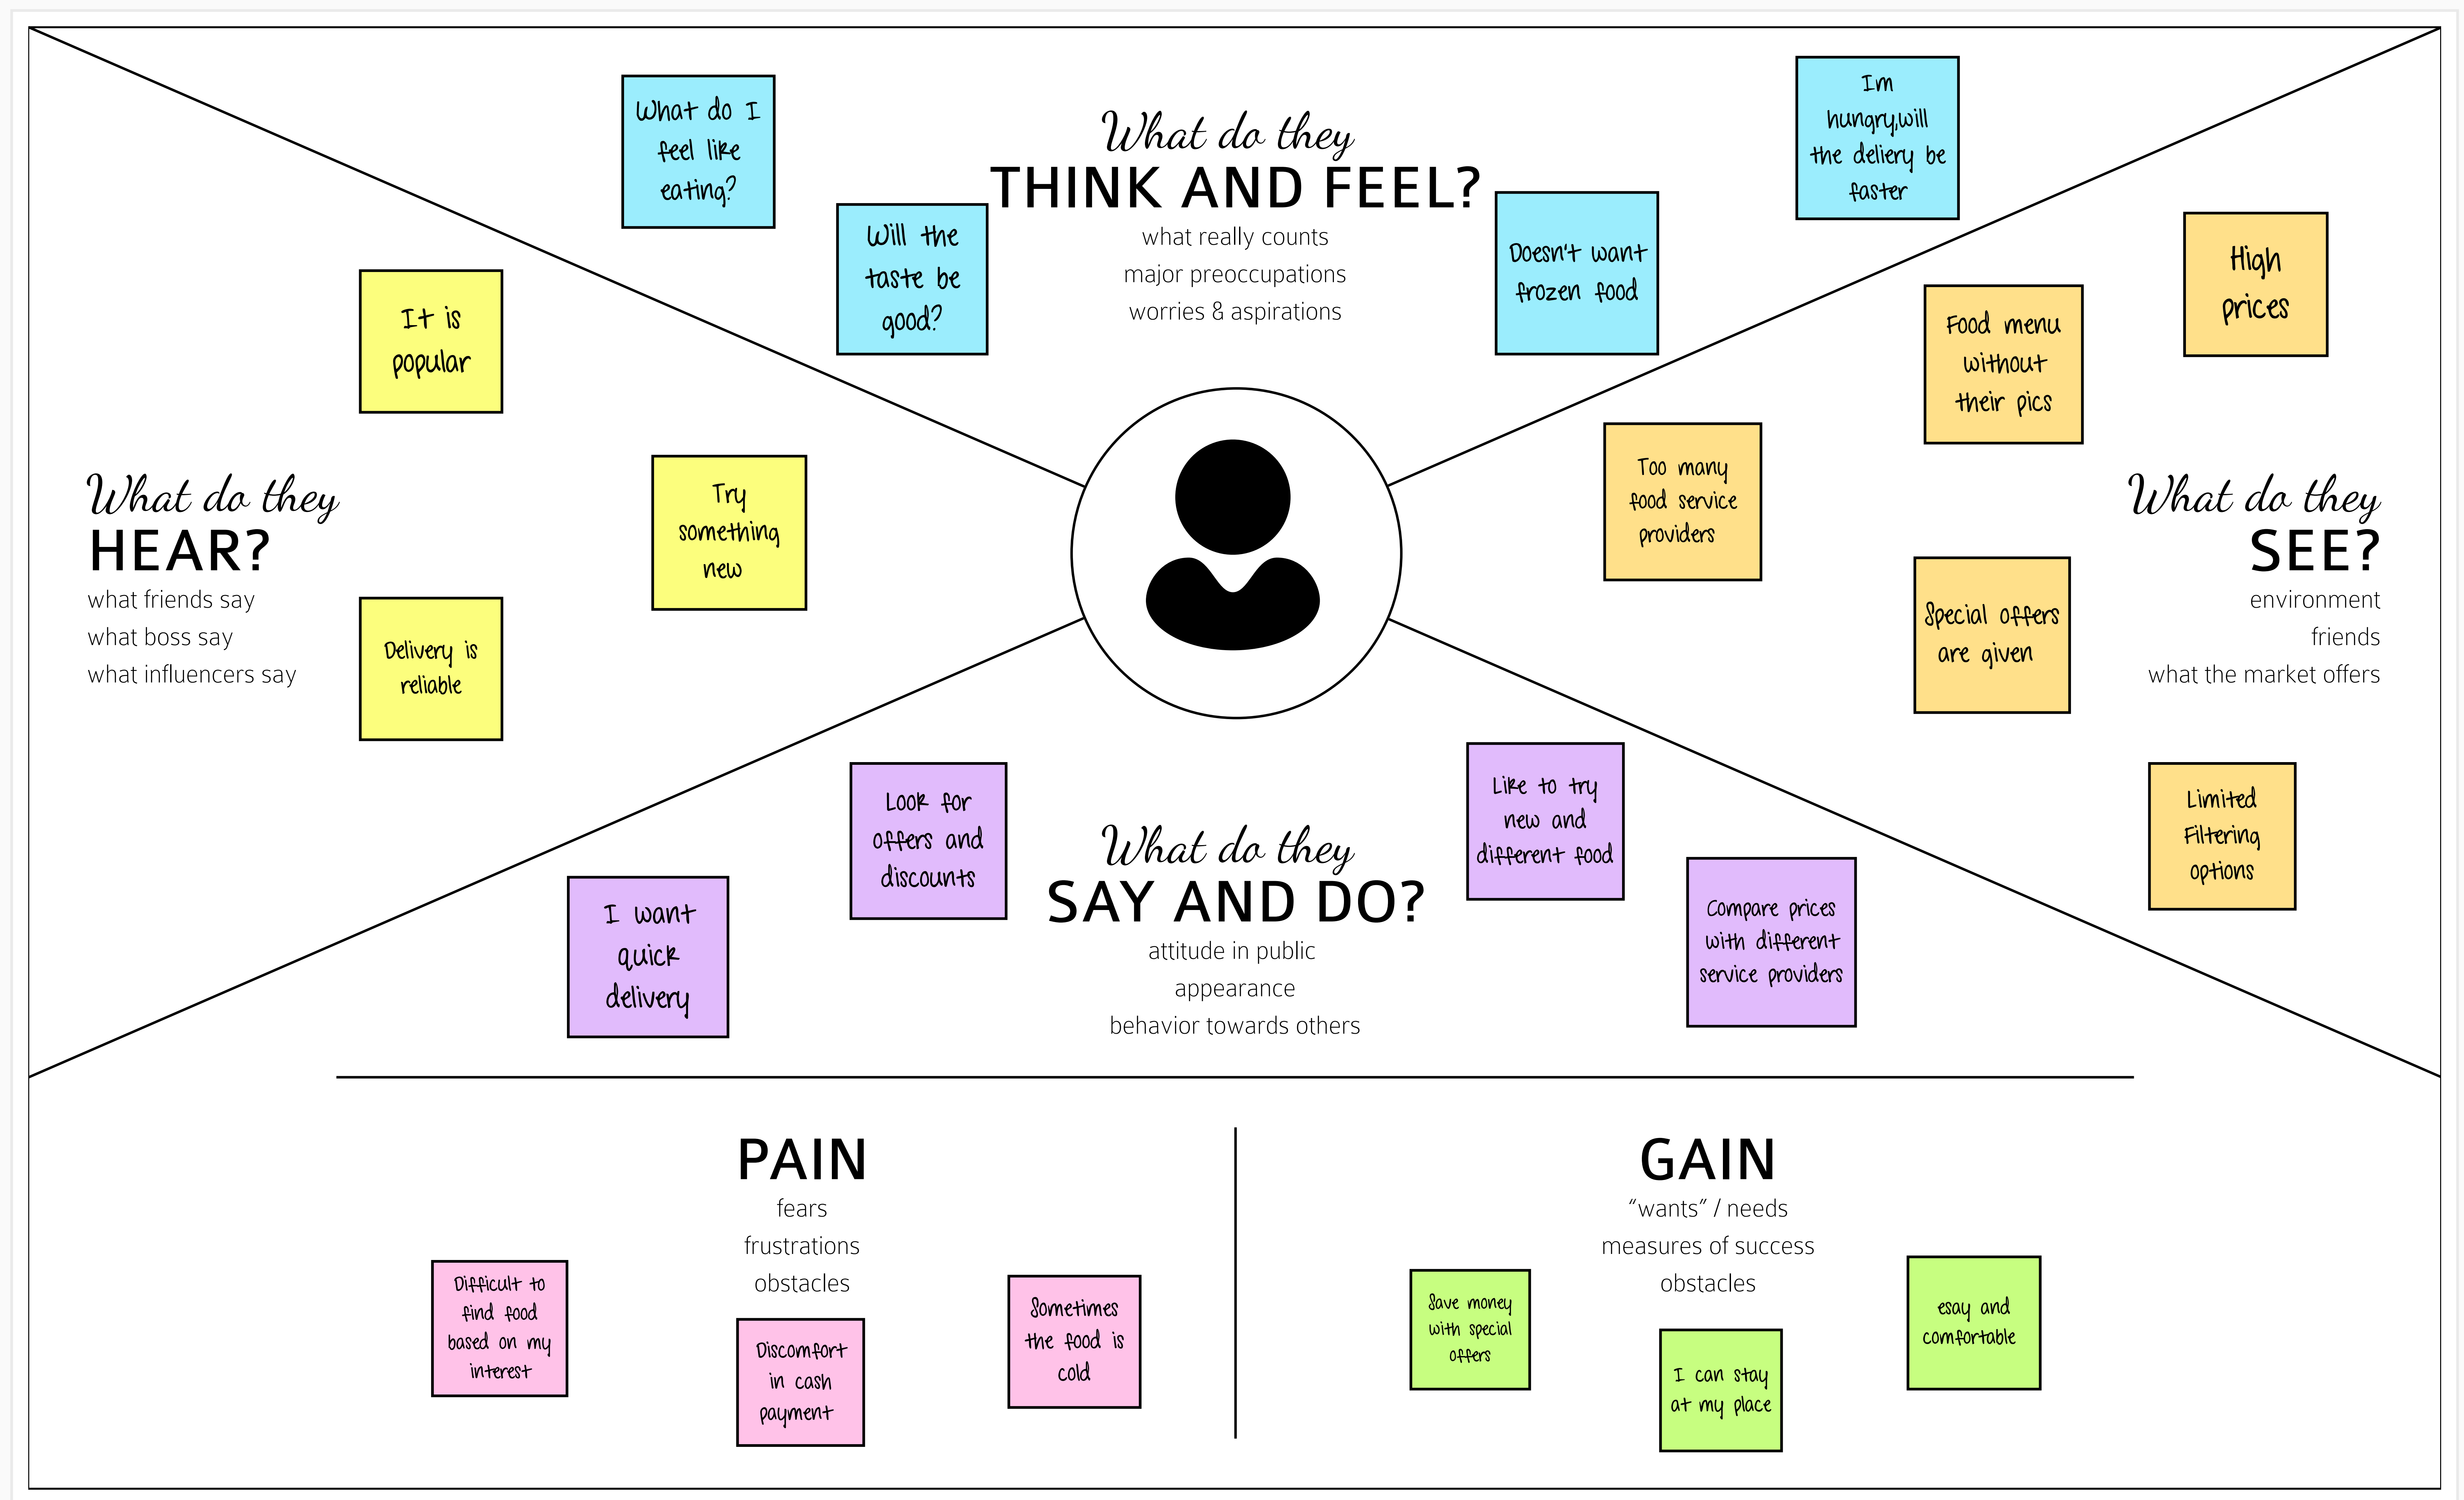 What do they
THINK AND FEEL?
what really counts
major preoccupations
worries & aspirations
What do I
feel like
eating?
Will the
taste be
good?
Doesn't want
frozen food
Im
hungry,will
the deliery be
faster
What do they
HEAR?
what friends say
what boss say
what influencers say
It is
popular
Try
something
new
Delivery is
reliable
What do they
SEE?
environment
friends
what the market offers
High
prices
Food menu
without
their pics
Too many
food service
providers
Special offers
are given
Limited
Filtering
options
What do they
SAY AND DO?
attitude in public
appearance
behavior towards others
I want
quick
delivery
Look for
offers and
discounts
Like to try
new and
different food
Compare prices
with different
service providers
PAIN
fears
frustrations
obstacles
Difficult to
find food
based on my
interest
Discomfort
in cash
payment
Sometimes
the food is
cold
GAIN
“wants” / needs
measures of success
obstacles
Save money
with special
offers
I can stay
at my place
esay and
comfortable